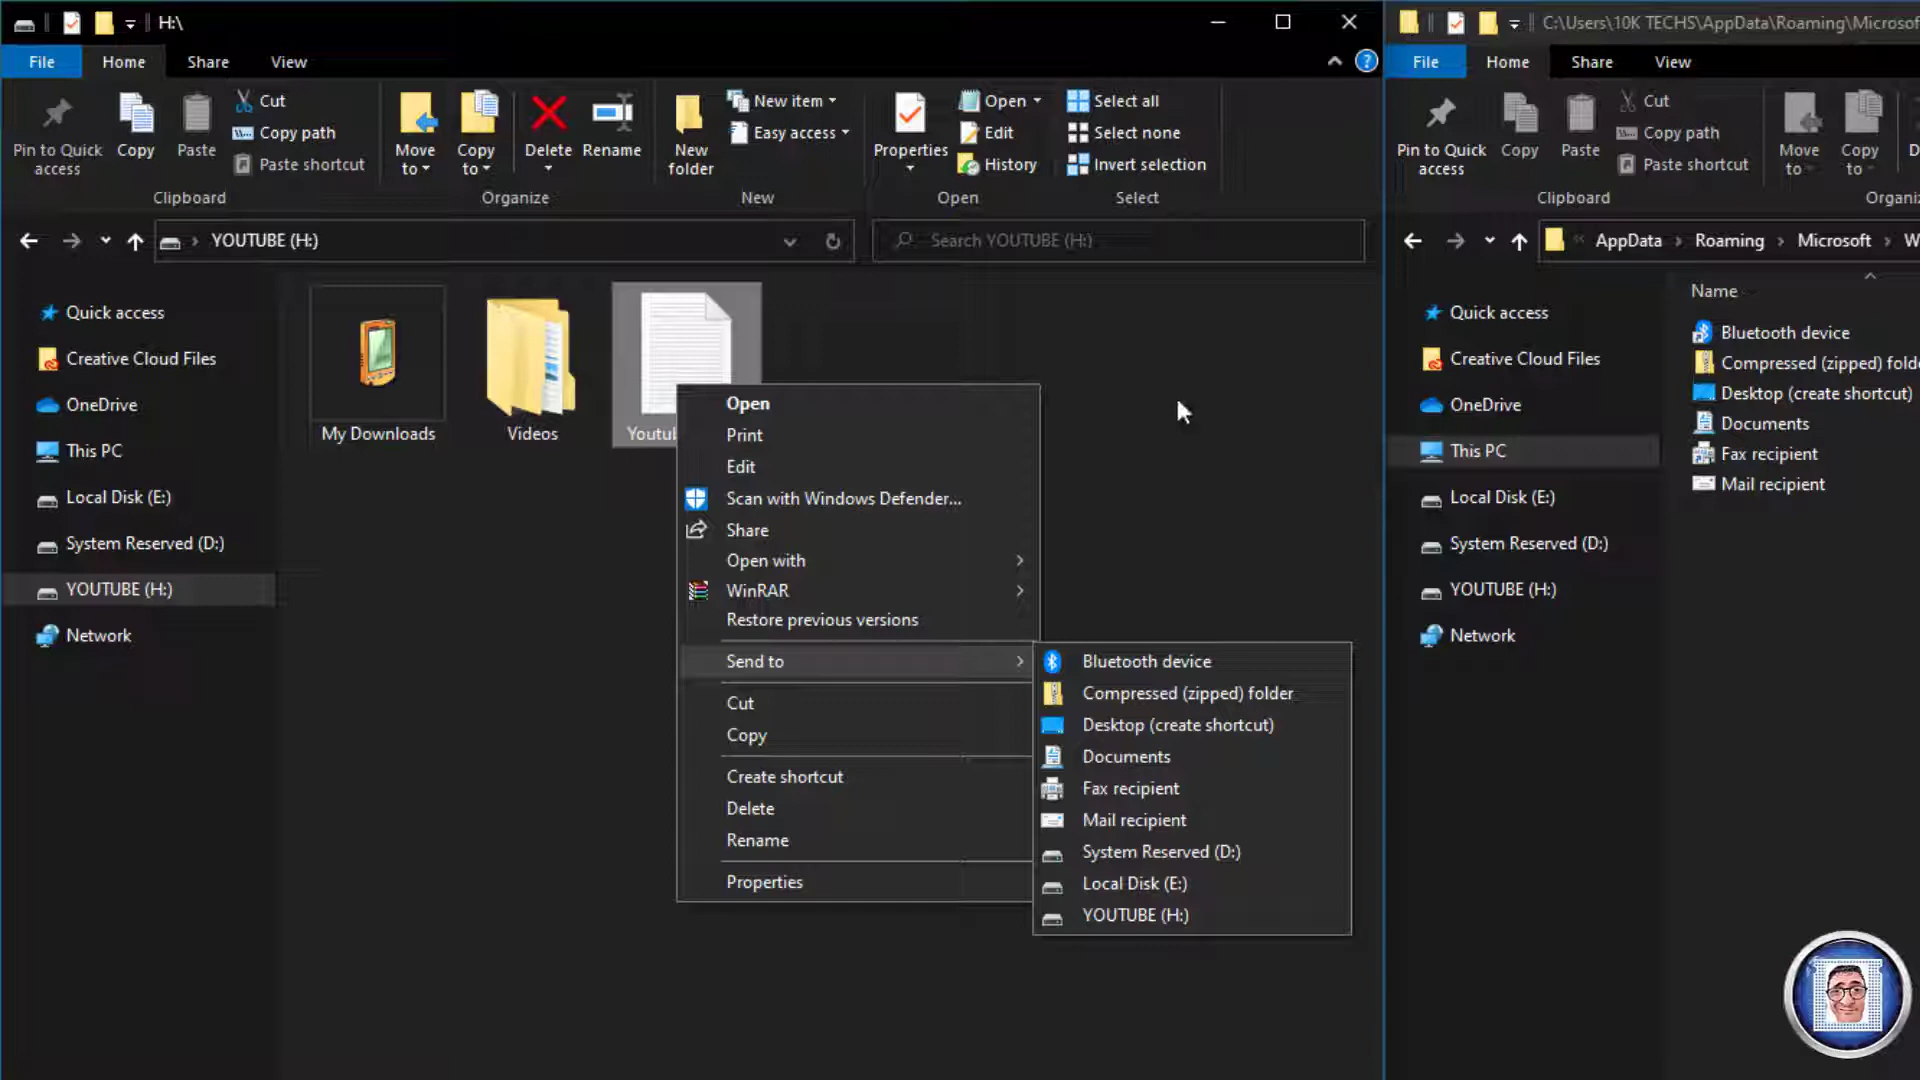 H:\
File
Home
Share
View
Pin to Quick access
Copy
Paste
Cut
Copy path
Paste shortcut
Clipboard
Move to
Copy to
Delete
Rename
Organize
New folder
New item
Easy access
New
Properties
Open
Edit
History
Open
Select all
Select none
Invert selection
Select
YOUTUBE (H:)
Search YOUTUBE (H:)
Quick access
Creative Cloud Files
OneDrive
This PC
Local Disk (E:)
System Reserved (D:)
YOUTUBE (H:)
Network
My Downloads
Videos
Youtu
Open
Print
Edit
Scan with Windows Defender...
Share
Open with
WinRAR
Restore previous versions
Send to
Cut
Copy
Create shortcut
Delete
Rename
Properties
Bluetooth device
Compressed (zipped) folder
Desktop (create shortcut)
Documents
Fax recipient
Mail recipient
System Reserved (D:)
Local Disk (E:)
YOUTUBE (H:)
C:\Users\10K TECHS\AppData\Roaming\Microsoft
File
Home
Share
View
Pin to Quick access
Copy
Paste
Cut
Copy path
Paste shortcut
Clipboard
Move to
Copy to
D
Organiz
AppData > Roaming > Microsoft > W
Name
Quick access
Creative Cloud Files
OneDrive
This PC
Local Disk (E:)
System Reserved (D:)
YOUTUBE (H:)
Network
Bluetooth device
Compressed (zipped) folde
Desktop (create shortcut)
Documents
Fax recipient
Mail recipient